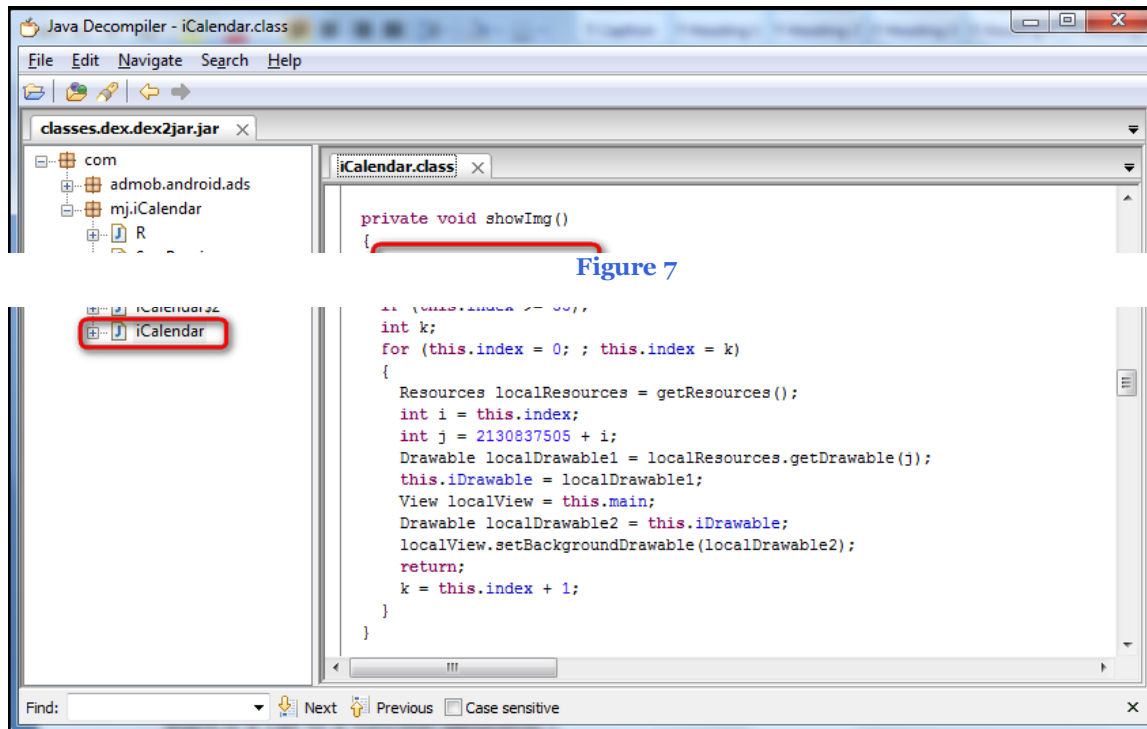 Java Decompiler - iCalendar.class
File Edit Navigate Search Help
classes.dex.dex2jar.jar
com
admob.android.ads
mj.iCalendar
R
iCalendar.class
private void showImg()
{
Figure 7
iCalendar$2
iCalendar
int k;
for (this.index = 0; ; this.index = k)
{
Resources localResources = getResources();
int i = this.index;
int j = 2130837505 + i;
Drawable localDrawable1 = localResources.getDrawable(j);
this.iDrawable = localDrawable1;
View localView = this.main;
Drawable localDrawable2 = this.iDrawable;
localView.setBackgroundDrawable(localDrawable2);
return;
k = this.index + 1;
}
}
Find: Next Previous Case sensitive